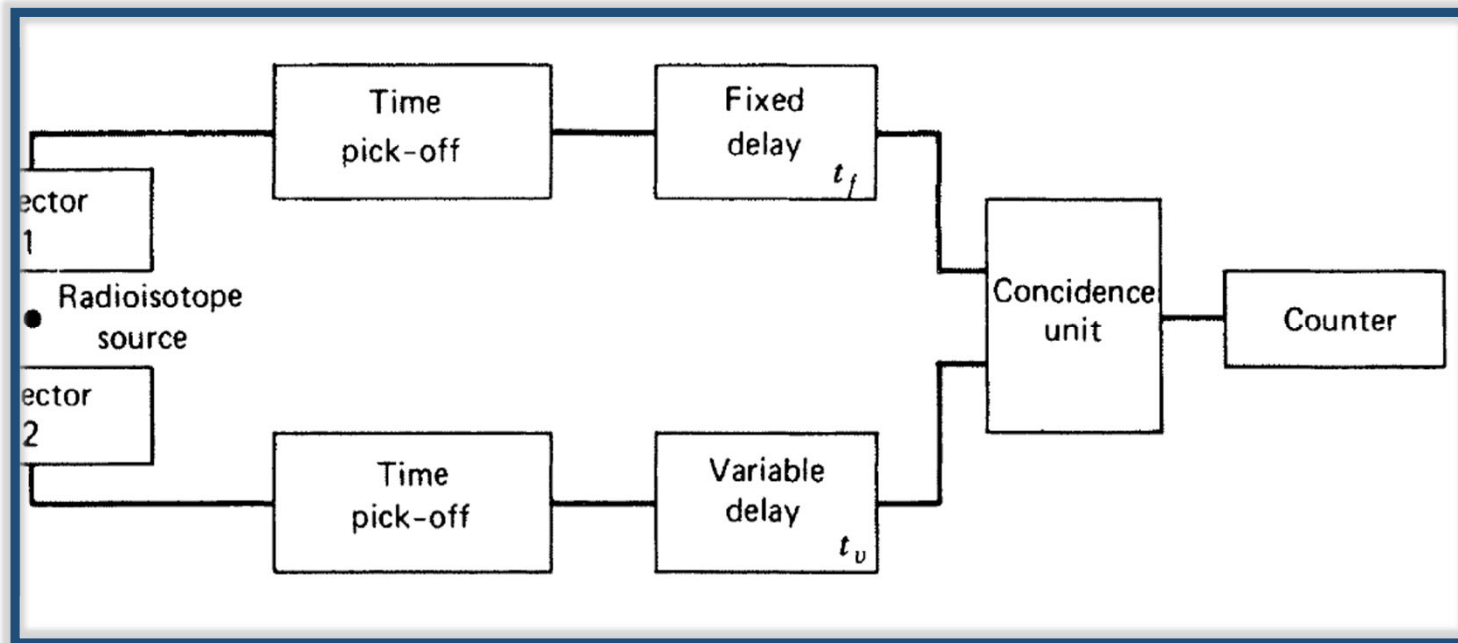 Time
pick-off
Fixed
delay
t_f
ector
1
Radioisotope
source
Concidence
unit
Counter
ector
2
Time
pick-off
Variable
delay
t_v